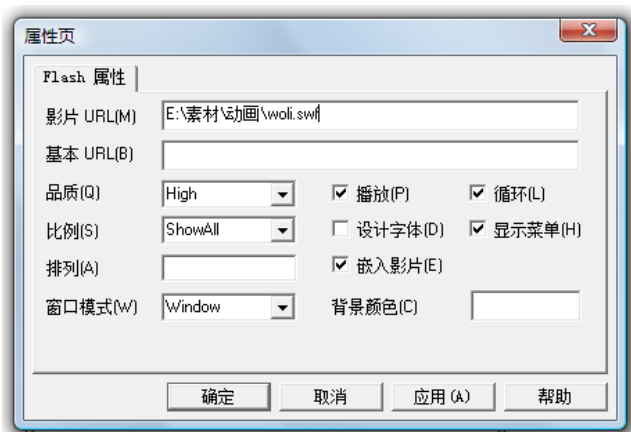 属性页
Flash 属性
影片 URL(M) E:\素材\动画\woli.swf
基本 URL(B)
品质(Q) High 播放(P) 循环(L)
比例(S) ShowAll 设计字体(D) 显示菜单(H)
排列(A) 嵌入影片(E)
窗口模式(W) Window 背景颜色(C)
确定 取消 应用(A) 帮助